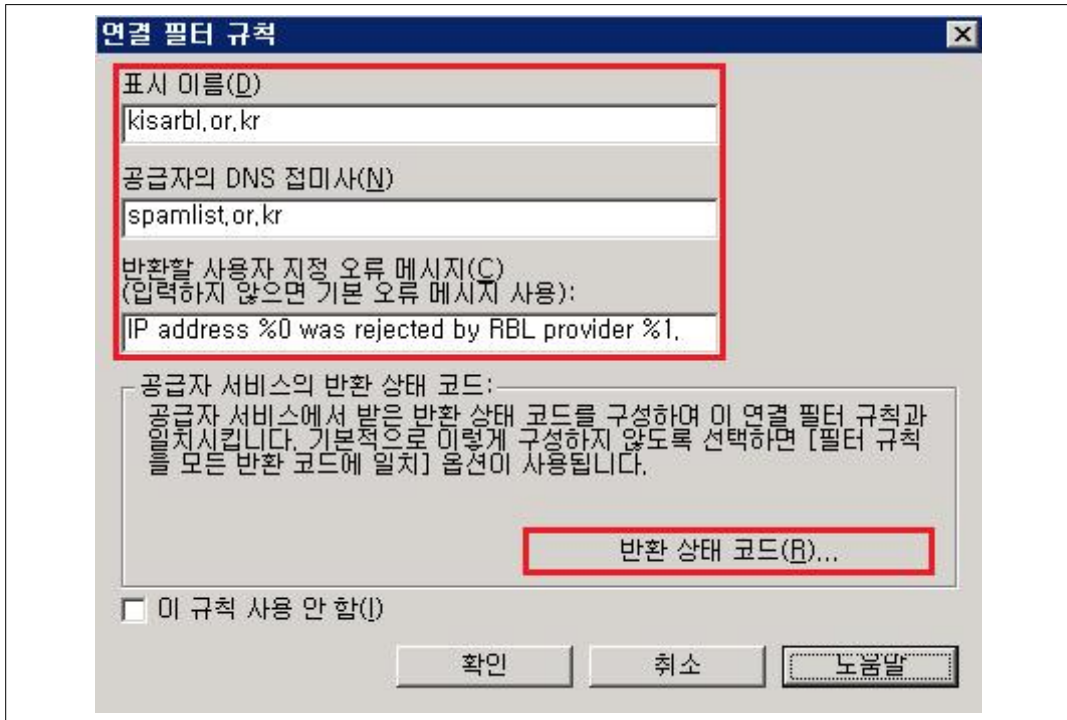 연결 필터 규칙
표시 이름(D)
kisarbl.or.kr
공급자의 DNS 접미사(N)
spamlist.or.kr
반환할 사용자 지정 오류 메시지(C)
(입력하지 않으면 기본 오류 메시지 사용):
IP address %0 was rejected by RBL provider %1.
공급자 서비스의 반환 상태 코드:
공급자 서비스에서 받은 반환 상태 코드를 구성하여 이 연결 필터 규칙과
일치시킵니다. 기본적으로 이렇게 구성하지 않도록 선택하면 [필터 규칙
을 모든 반환 코드에 일치] 옵션이 사용됩니다.
반환 상태 코드(R)...
이 규칙 사용 안 함(I)
확인
취소
도움말